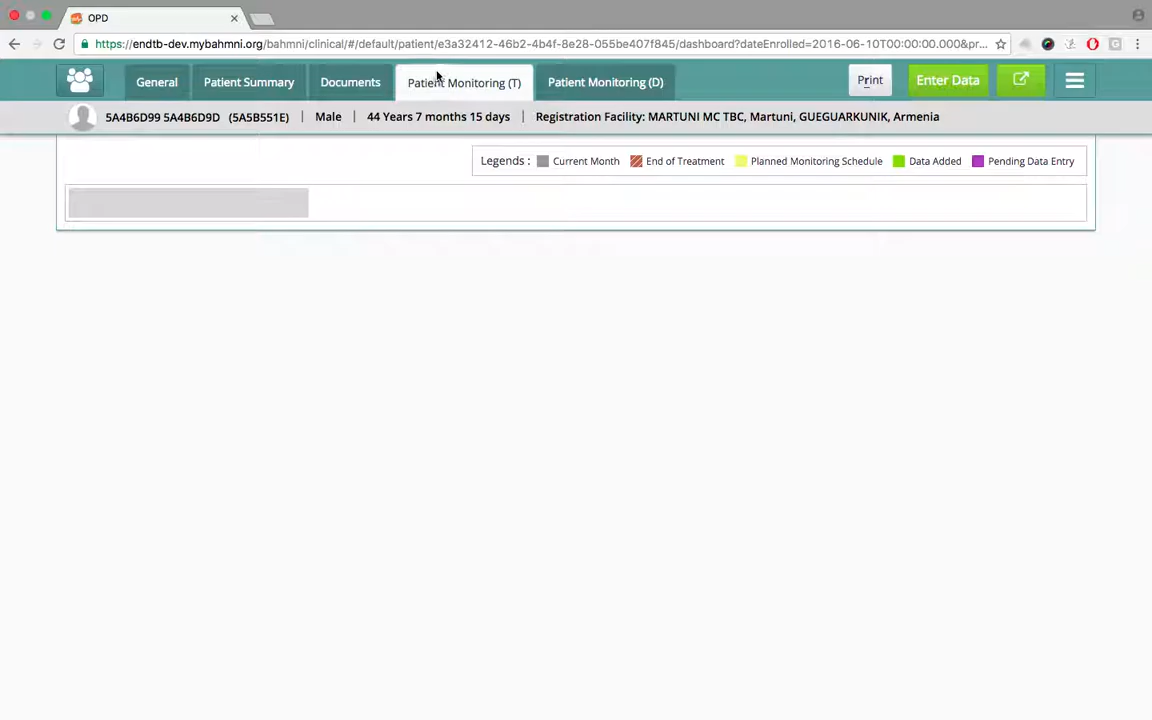 OPD
https://endtb-dev.mybahmni.org/bahmni/clinical/#/default/patient/e3a32412-46b2-4b4f-8e28-055be407f845/dashboard?dateEnrolled=2016-06-10T00:00:00.000&pr...
General Patient Summary Documents Patient Monitoring (T) Patient Monitoring (D) Print Enter Data
5A4B6D99 5A4B6D9D (5A5B551E) | Male | 44 Years 7 months 15 days | Registration Facility: MARTUNI MC TBC, Martuni, GUEGUARKUNIK, Armenia
Legends : Current Month End of Treatment Planned Monitoring Schedule Data Added Pending Data Entry